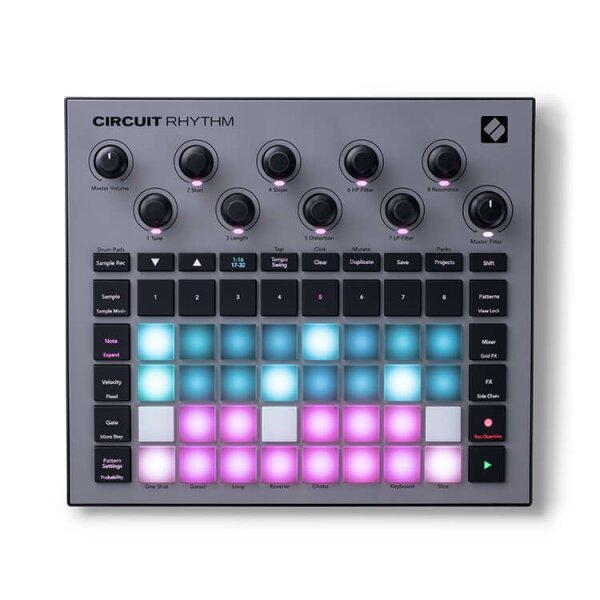 CIRCUIT RHYTHM
Master Volume
2 Start
4 Slope
6 HP Filter
8 Resonance
1 Tune
3 Length
5 Distortion
7 LP Filter
Master Filter
Drum Pads
Tap
Click
Mutate
Packs
Sample Rec
▼
▲
1-16
17-32
Tempo
Swing
Clear
Duplicate
Save
Projects
Shift
Sample
Sample Mode
1
2
3
4
5
6
7
8
Patterns
View Lock
Note
Expand
Mixer
Grid FX
Velocity
Fixed
FX
Side Chain
Gate
Micro Step
Rec Quantise
Pattern
Settings
Probability
One Shot
Gated
Loop
Reverse
Choke
Keyboard
Slice